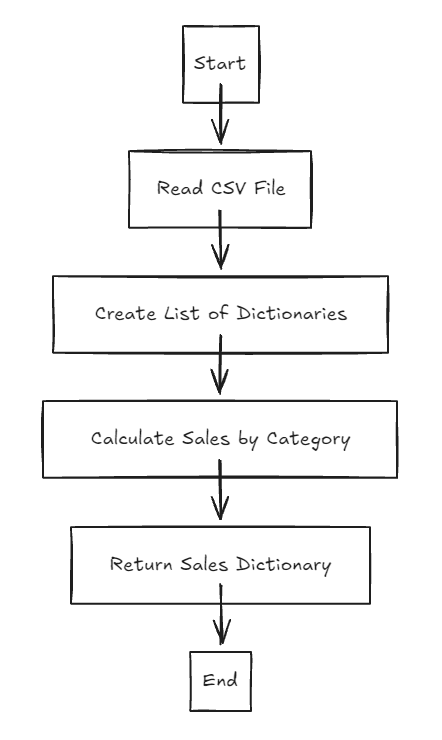 Start
Read CSV File
Create List of Dictionaries
Calculate Sales by Category
Return Sales Dictionary
End